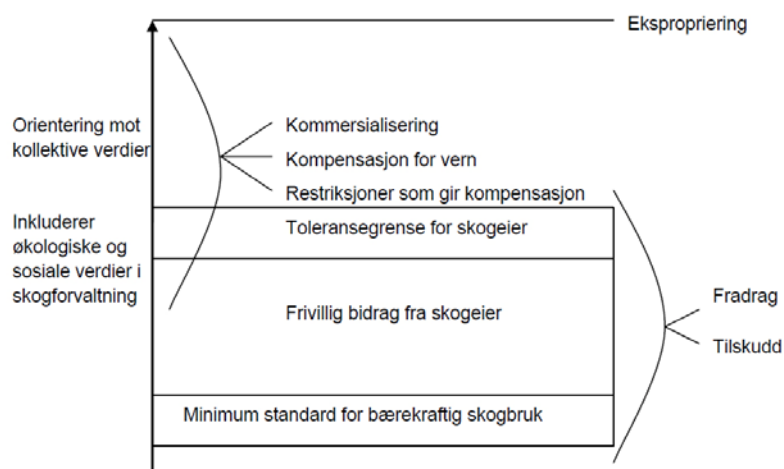 Ekspropriering
Orientering mot
kollektive verdier
Kommersialisering
Kompensasjon for vern
Restriksjoner som gir kompensasjon
Inkluderer
økologiske og
sosiale verdier i
skogforvaltning
Toleransegrense for skogeier
Frivillig bidrag fra skogeier
Fradrag
Tilskudd
Minimum standard for bærekraftig skogbruk